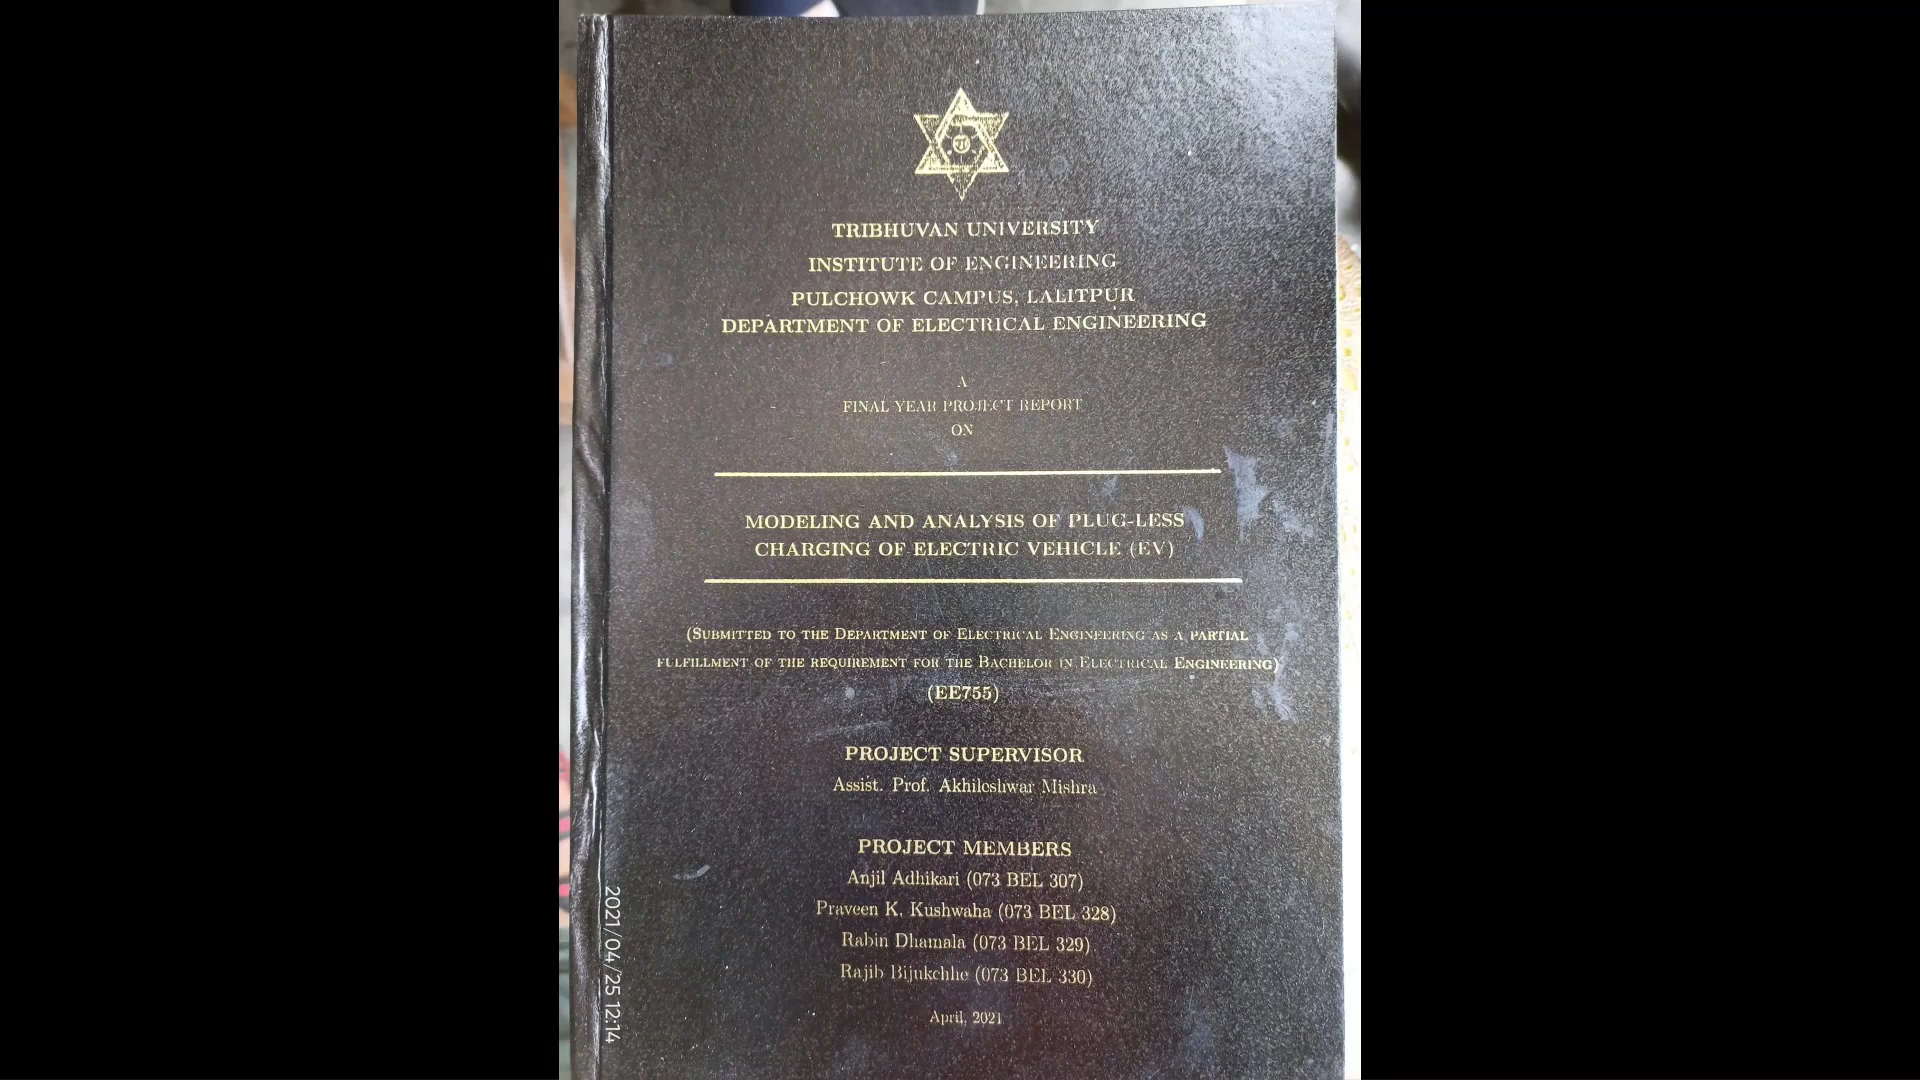 TRIBHUVAN UNIVERSITY
INSTITUTE OF ENGINEERING
PULCHOWK CAMPUS, LALITPUR
DEPARTMENT OF ELECTRICAL ENGINEERING
A
FINAL YEAR PROJECT REPORT
ON
MODELING AND ANALYSIS OF PLUG-LESS
CHARGING OF ELECTRIC VEHICLE (EV)
(SUBMITTED TO THE DEPARTMENT OF ELECTRICAL ENGINEERING AS A PARTIAL
FULFILLMENT OF THE REQUIREMENT FOR THE BACHELOR IN ELECTRICAL ENGINEERING)
(EE755)
PROJECT SUPERVISOR
Assist. Prof. Akhileshwar Mishra
PROJECT MEMBERS
Anjil Adhikari (073 BEL 307)
Praveen K. Kushwaha (073 BEL 328)
Rabin Dhamala (073 BEL 329)
Rajib Bijukchhe (073 BEL 330)
April, 2021
2021/04/25 12:14